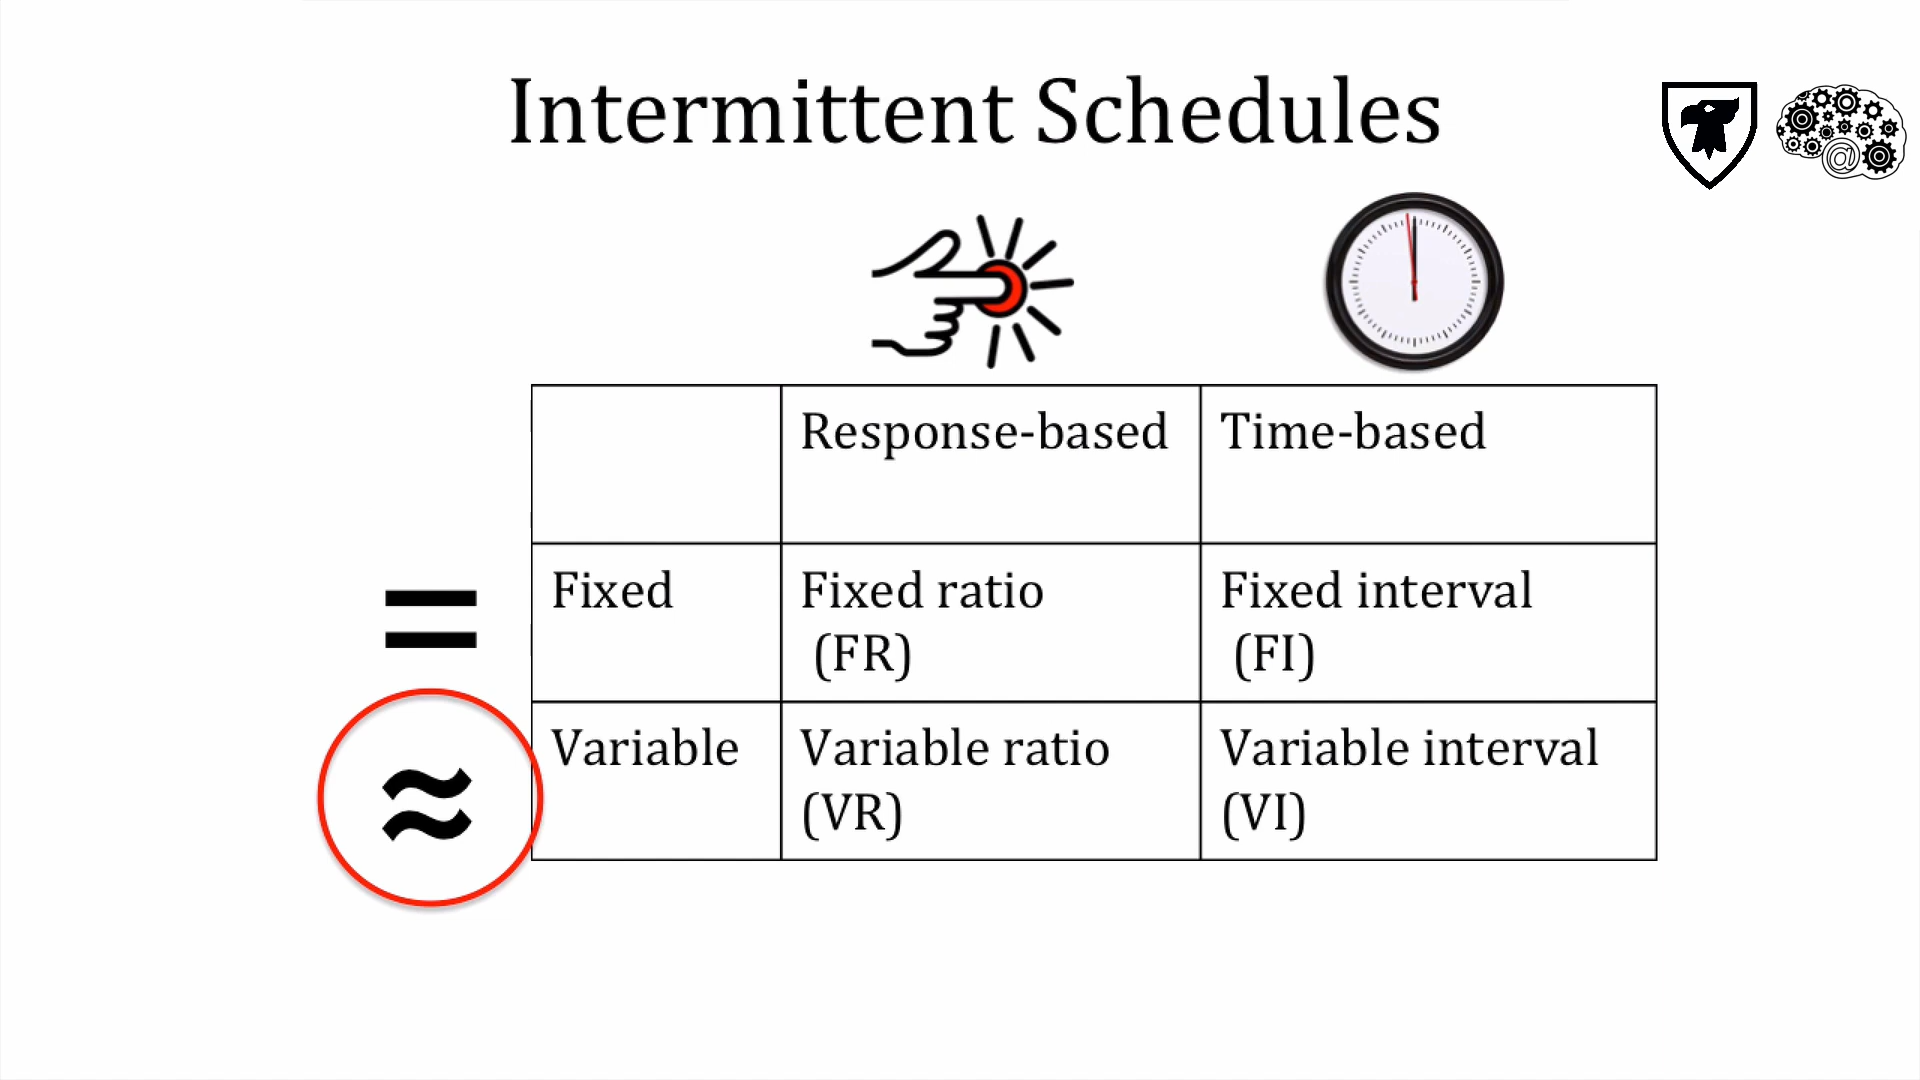 Intermittent Schedules
@
Response-based
Time-based
=
Fixed
Fixed ratio
(FR)
Fixed interval
(FI)
≈
Variable
Variable ratio
(VR)
Variable interval
(VI)